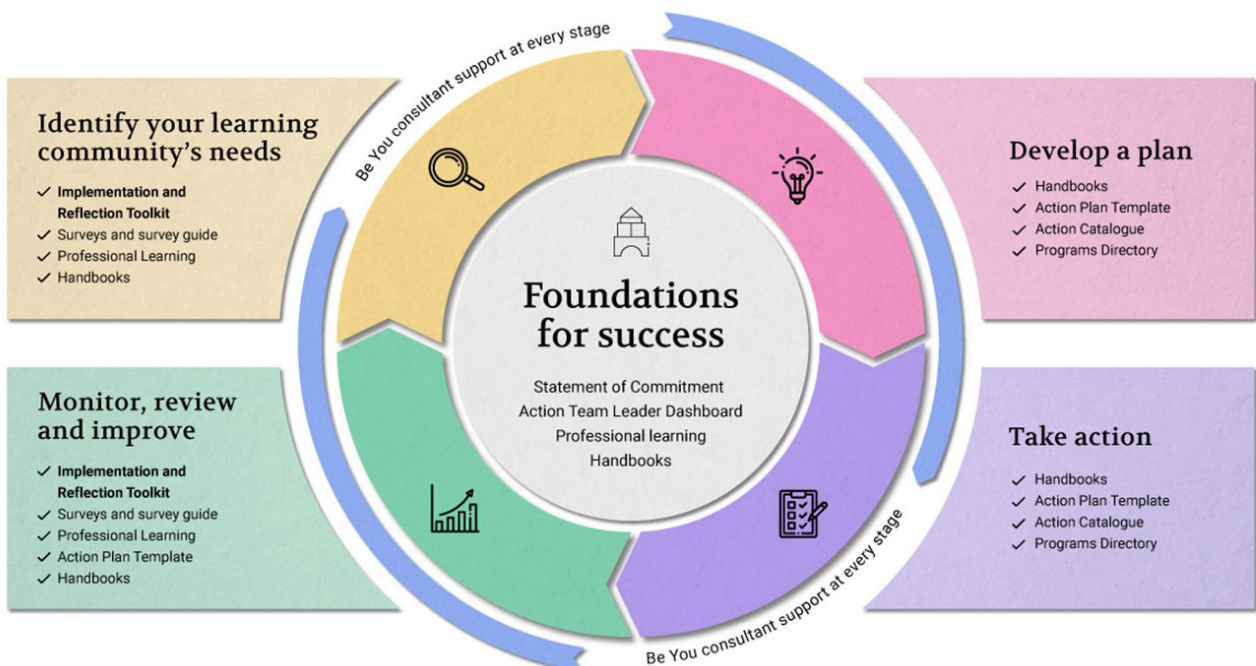 Be You consultant support at every stage
Identify your learning
community's needs
Implementation and
Reflection Toolkit
Surveys and survey guide
Professional Learning
Handbooks
Develop a plan
Handbooks
Action Plan Template
Action Catalogue
Programs Directory
Foundations
for success
Statement of Commitment
Action Team Leader Dashboard
Professional learning
Handbooks
Monitor, review
and improve
Implementation and
Reflection Toolkit
Surveys and survey guide
Professional Learning
Action Plan Template
Handbooks
Take action
Handbooks
Action Plan Template
Action Catalogue
Programs Directory
Be You consultant support at every stage